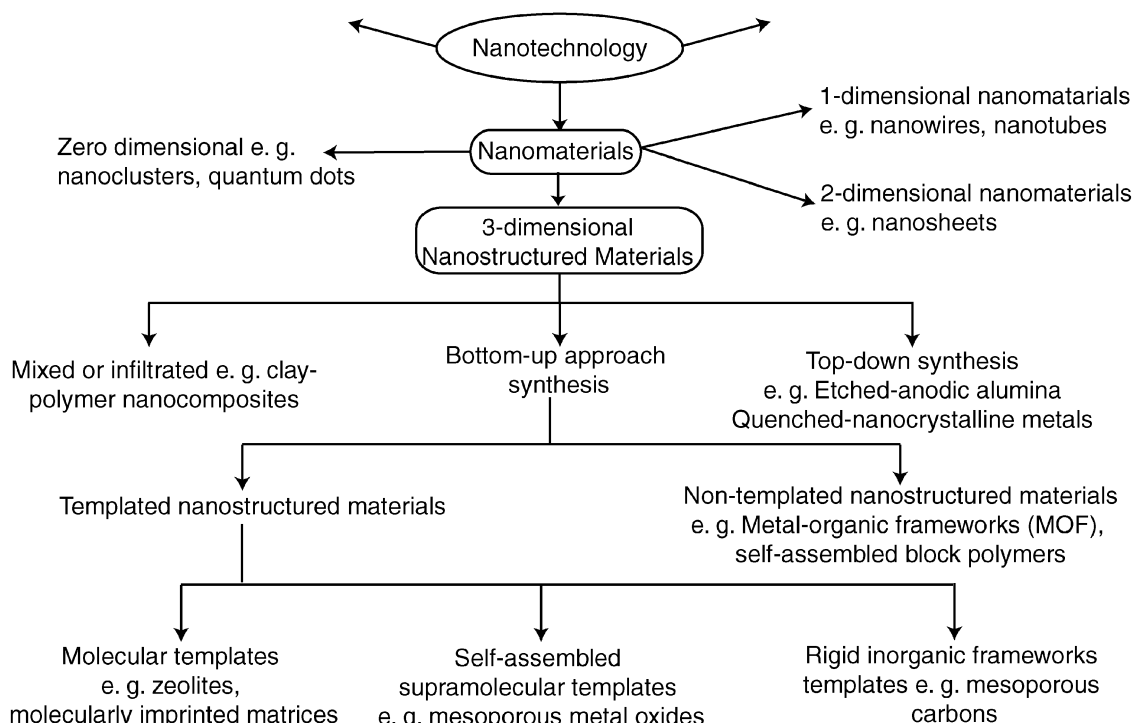 Nanotechnology
1-dimensional nanomatarials
e. g. nanowires, nanotubes
Zero dimensional e. g.
nanoclusters, quantum dots
Nanomaterials
2-dimensional nanomaterials
e. g. nanosheets
3-dimensional
Nanostructured Materials
Mixed or infiltrated e. g. clay-
polymer nanocomposites
Bottom-up approach
synthesis
Top-down synthesis
e. g. Etched-anodic alumina
Quenched-nanocrystalline metals
Templated nanostructured materials
Non-templated nanostructured materials
e. g. Metal-organic frameworks (MOF),
self-assembled block polymers
Molecular templates
e. g. zeolites,
molecularly imprinted matrices
Self-assembled
supramolecular templates
e. g. mesoporous metal oxides
Rigid inorganic frameworks
templates e. g. mesoporous
carbons